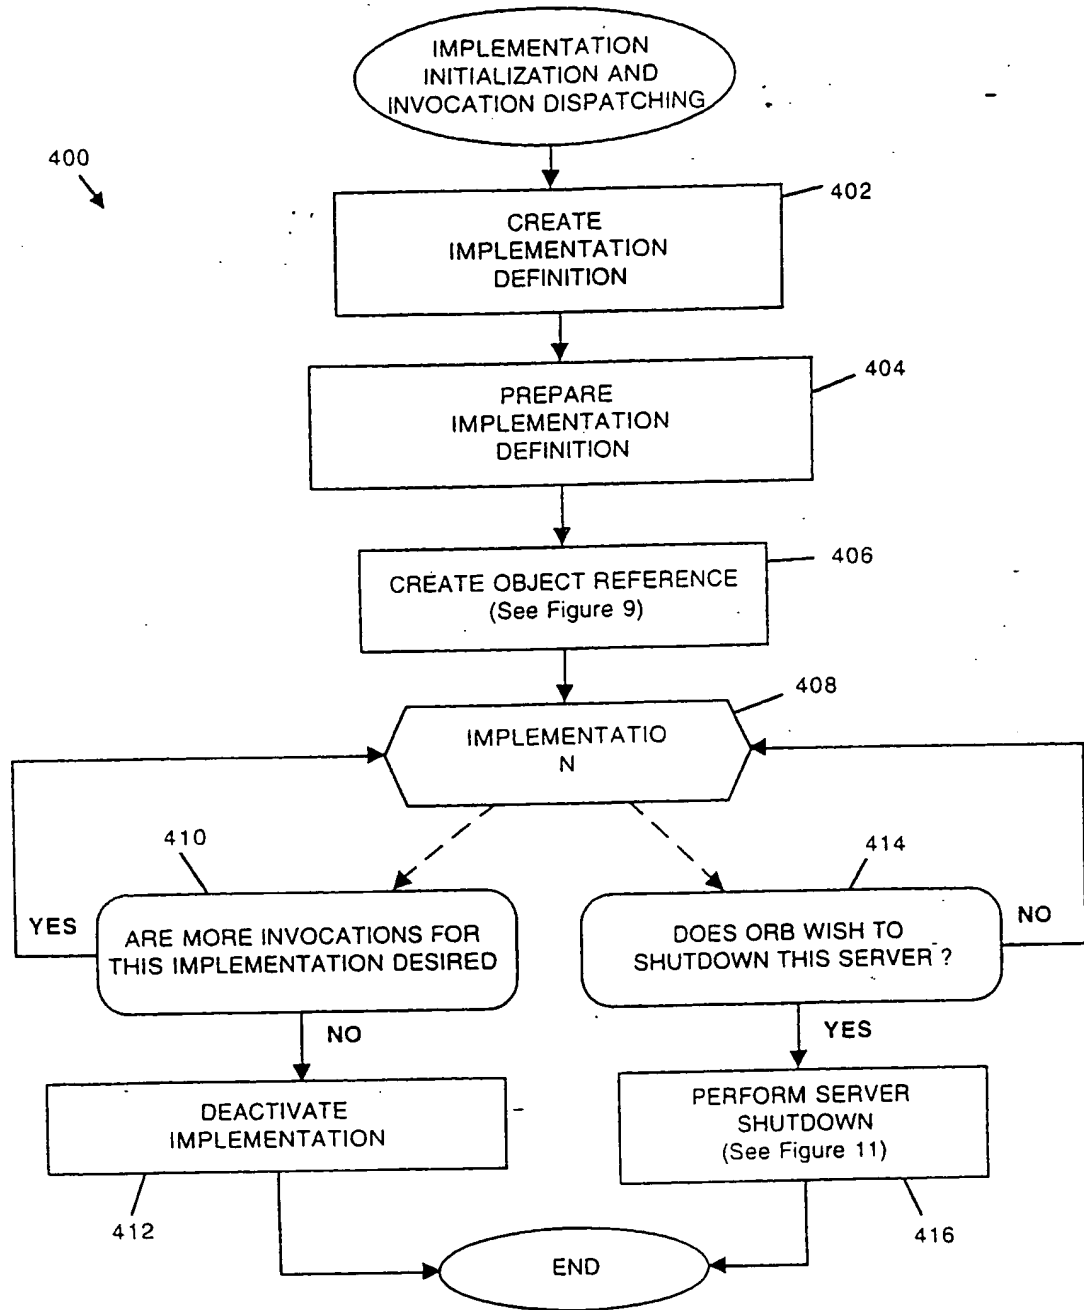 IMPLEMENTATION
INITIALIZATION AND
INVOCATION DISPATCHING
400
402
CREATE
IMPLEMENTATION
DEFINITION
404
PREPARE
IMPLEMENTATION
DEFINITION
406
CREATE OBJECT REFERENCE
(See Figure 9)
408
IMPLEMENTATIO
N
410
414
YES
ARE MORE INVOCATIONS FOR
THIS IMPLEMENTATION DESIRED
DOES ORB WISH TO
SHUTDOWN THIS SERVER ?
NO
NO
YES
DEACTIVATE
IMPLEMENTATION
PERFORM SERVER
SHUTDOWN
(See Figure 11)
412
416
END